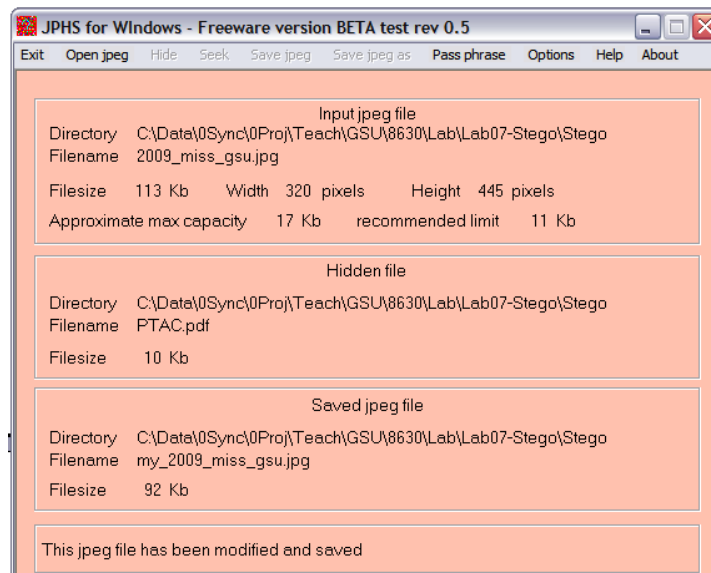 JPHS for WIndows - Freeware version BETA test rev 0.5
Exit Open jpeg Hide Seek Save jpeg Save jpeg as Pass phrase Options Help About
Input jpeg file
Directory C:\Data\0Sync\0Proj\Teach\GSU\8630\Lab\Lab07-Stego\Stego
Filename 2009_miss_gsu.jpg
Filesize 113 Kb Width 320 pixels Height 445 pixels
Approximate max capacity 17 Kb recommended limit 11 Kb
Hidden file
Directory C:\Data\0Sync\0Proj\Teach\GSU\8630\Lab\Lab07-Stego\Stego
Filename PTAC.pdf
Filesize 10 Kb
Saved jpeg file
Directory C:\Data\0Sync\0Proj\Teach\GSU\8630\Lab\Lab07-Stego\Stego
Filename my_2009_miss_gsu.jpg
Filesize 92 Kb
This jpeg file has been modified and saved